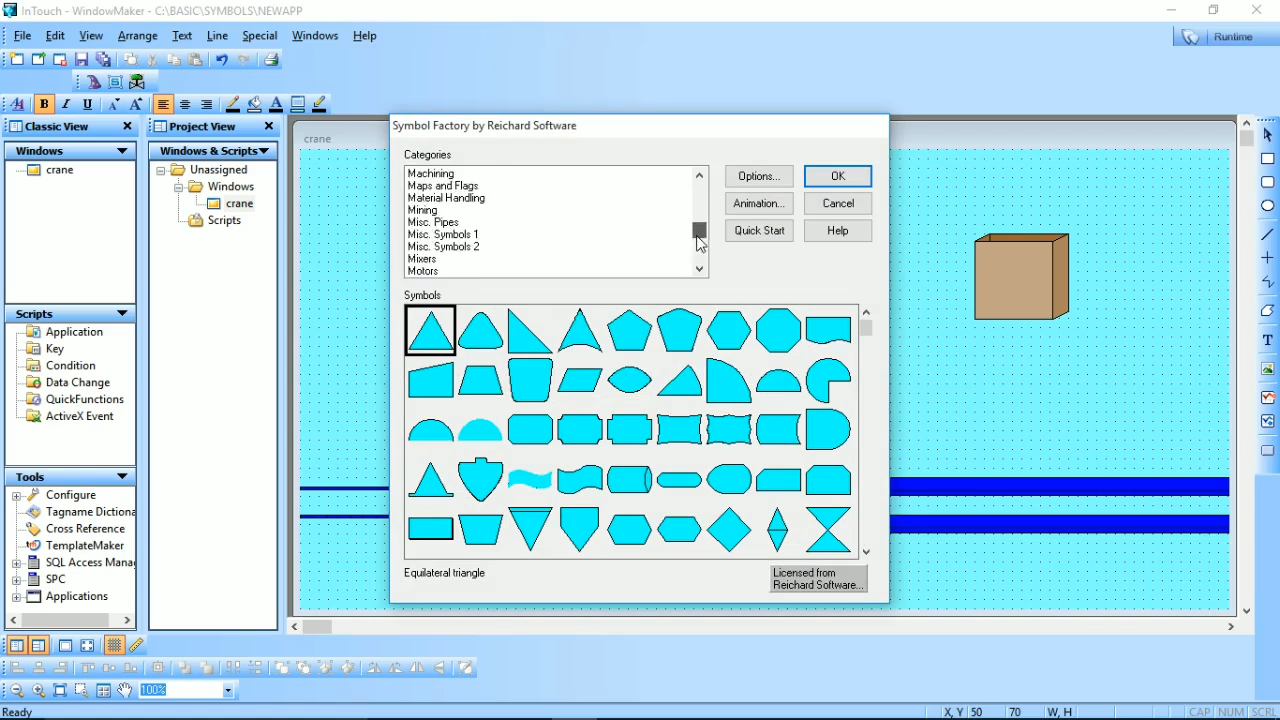 InTouch - WindowMaker - C:\BASIC\SYMBOLS\NEWAPP
File Edit View Arrange Text Line Special Windows Help
Runtime
B I U
Classic View
Windows
crane
Scripts
Application
Key
Condition
Data Change
QuickFunctions
ActiveX Event
Tools
Configure
Tagname Dictiona
Cross Reference
TemplateMaker
SQL Access Mana
SPC
Applications
Project View
Windows & Scripts
Unassigned
Windows
crane
Scripts
crane
Symbol Factory by Reichard Software
Categories
Machining
Maps and Flags
Material Handling
Mining
Misc. Pipes
Misc. Symbols 1
Misc. Symbols 2
Mixers
Motors
Options... OK
Animation... Cancel
Quick Start Help
Symbols
Equilateral triangle
Licensed from
Reichard Software...
T
100%
Ready X, Y 50 70 W, H CAP NUM SCRL